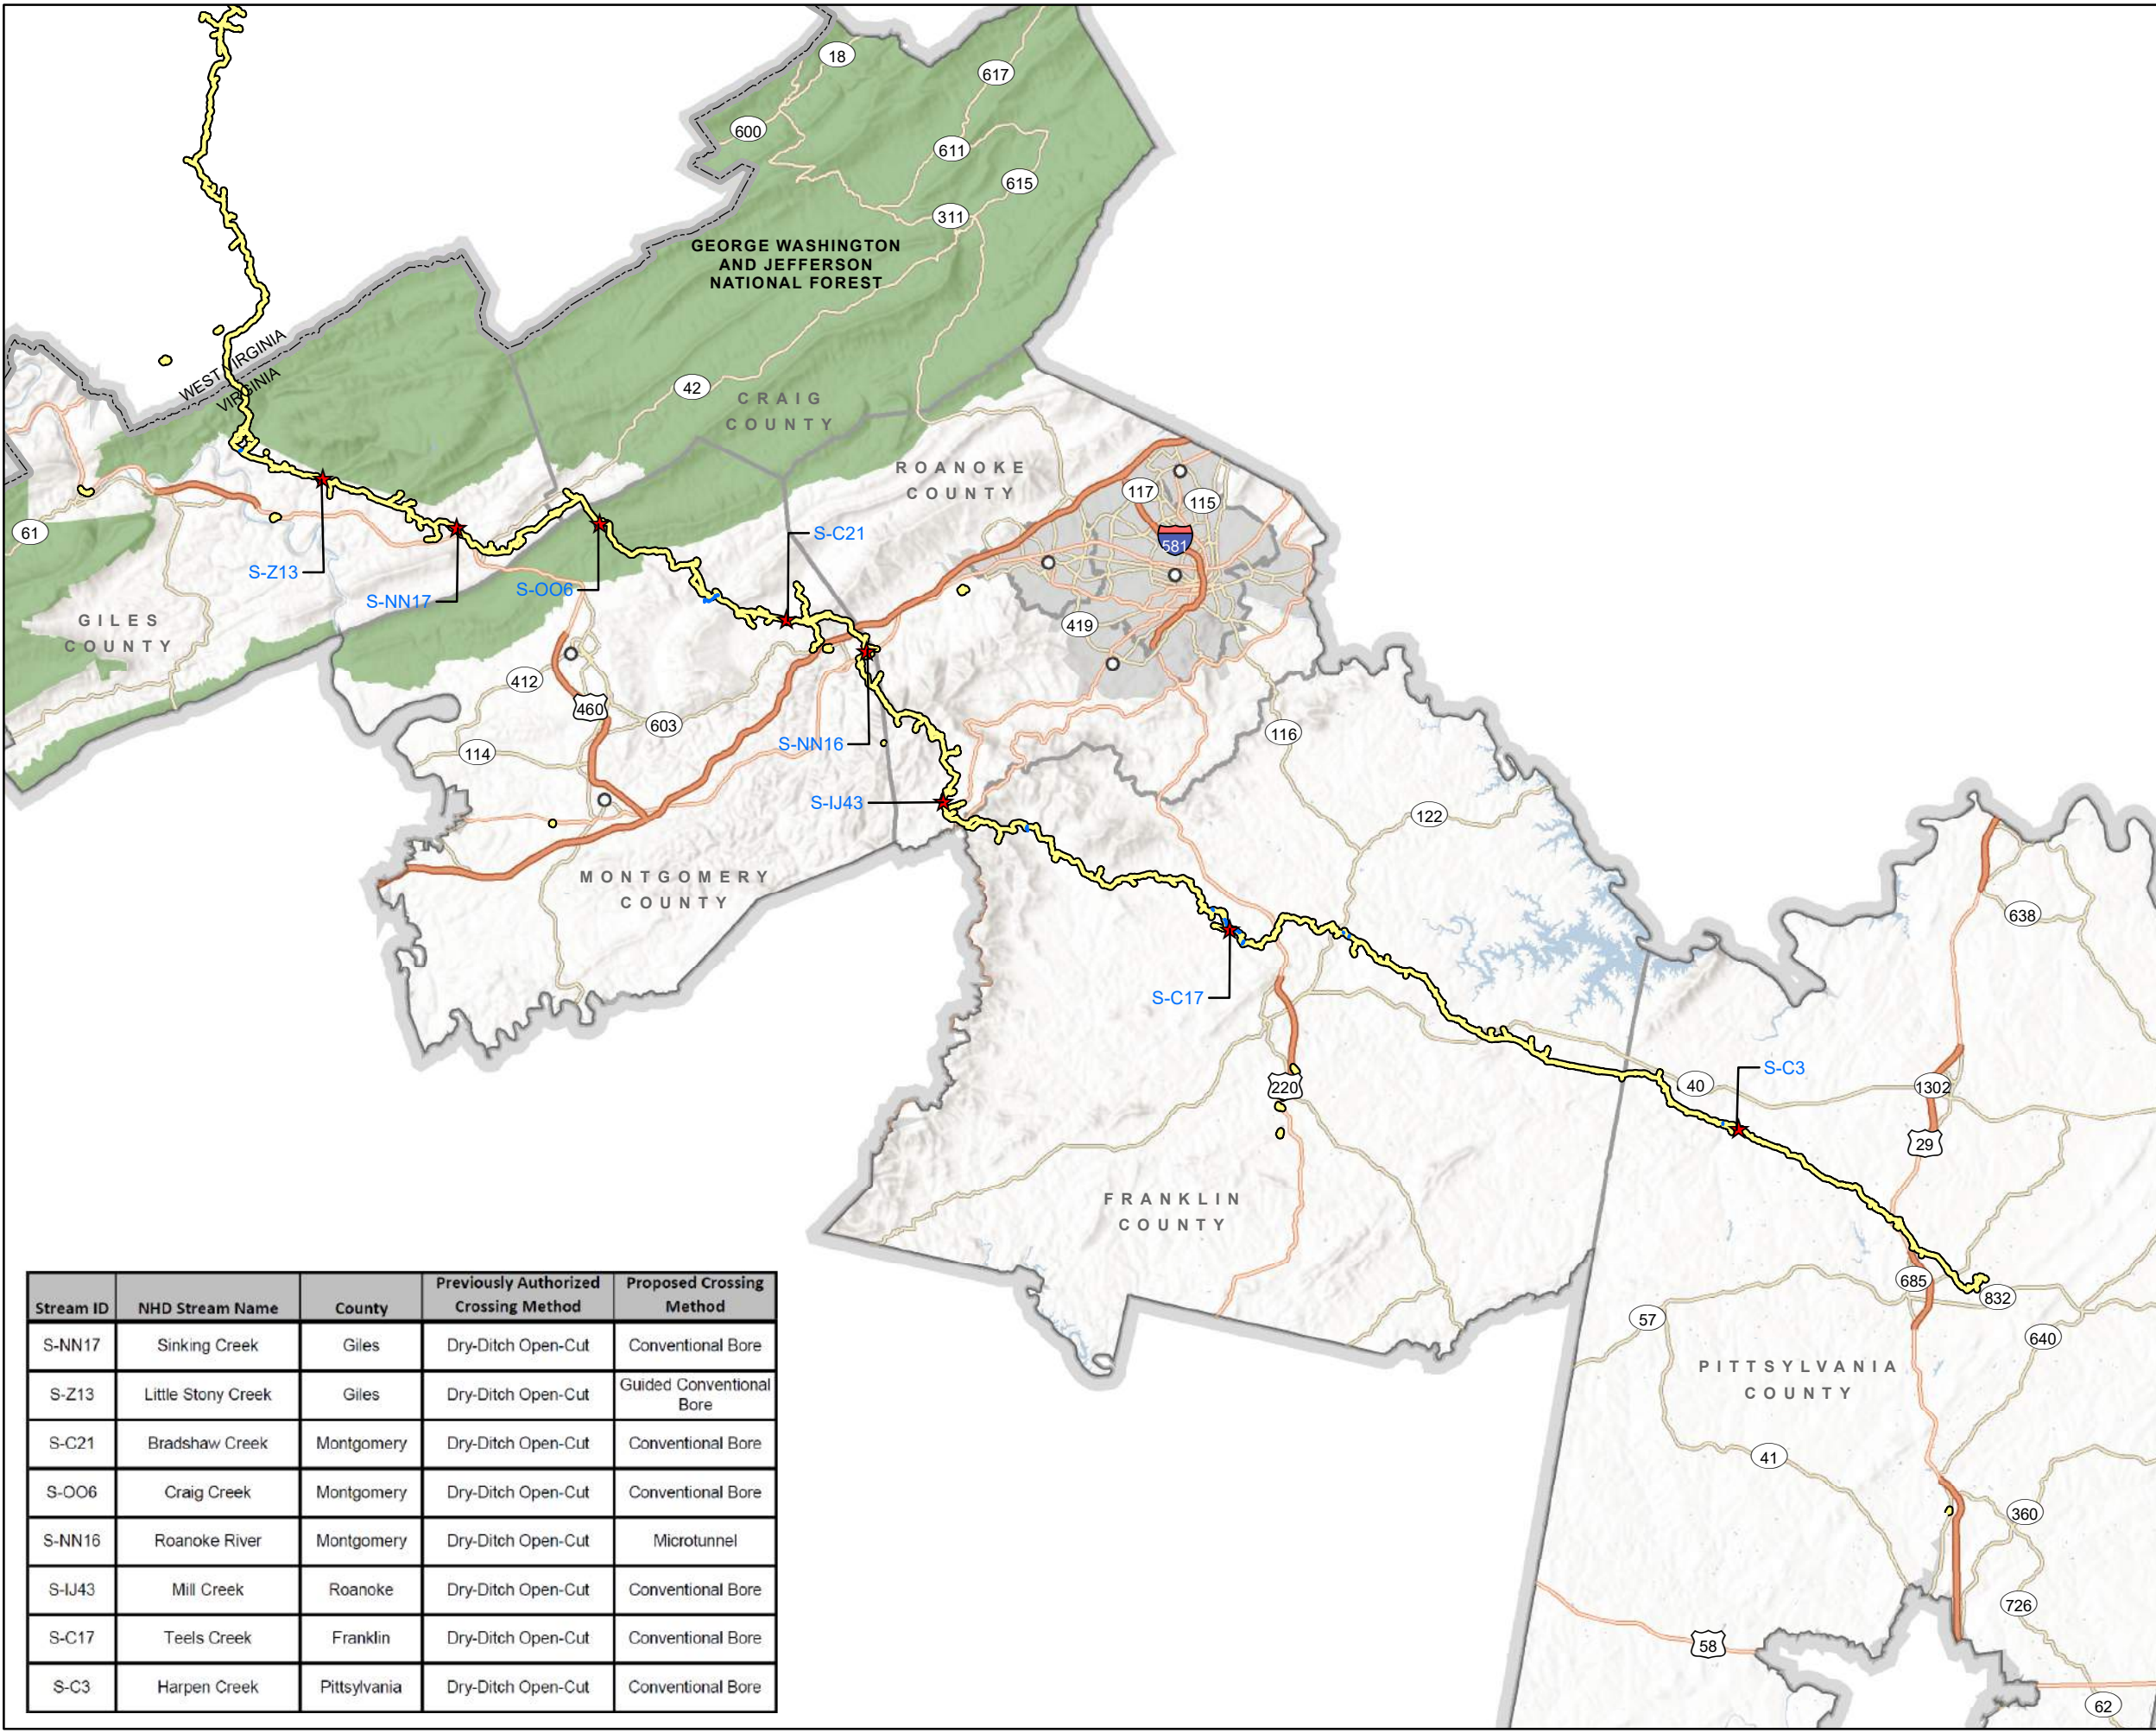 18
617
600
611
615
311
GEORGE WASHINGTON
AND JEFFERSON
NATIONAL FOREST
WEST VIRGINIA
VIRGINIA
42
CRAIG
COUNTY
ROANOKE
COUNTY
117
115
581
61
S-C21
S-Z13
S-NN17
S-OO6
GILES
COUNTY
419
412
460
603
114
S-NN16
116
S-IJ43
122
MONTGOMERY
COUNTY
638
S-C17
S-C3
40
1302
220
29
FRANKLIN
COUNTY
685
832
57
640
PITTSYLVANIA
COUNTY
41
360
726
58
62
Stream ID NHD Stream Name County Previously Authorized Crossing Method Proposed Crossing Method
S-NN17 Sinking Creek Giles Dry-Ditch Open-Cut Conventional Bore
S-Z13 Little Stony Creek Giles Dry-Ditch Open-Cut Guided Conventional Bore
S-C21 Bradshaw Creek Montgomery Dry-Ditch Open-Cut Conventional Bore
S-OO6 Craig Creek Montgomery Dry-Ditch Open-Cut Conventional Bore
S-NN16 Roanoke River Montgomery Dry-Ditch Open-Cut Microtunnel
S-IJ43 Mill Creek Roanoke Dry-Ditch Open-Cut Conventional Bore
S-C17 Teels Creek Franklin Dry-Ditch Open-Cut Conventional Bore
S-C3 Harpen Creek Pittsylvania Dry-Ditch Open-Cut Conventional Bore